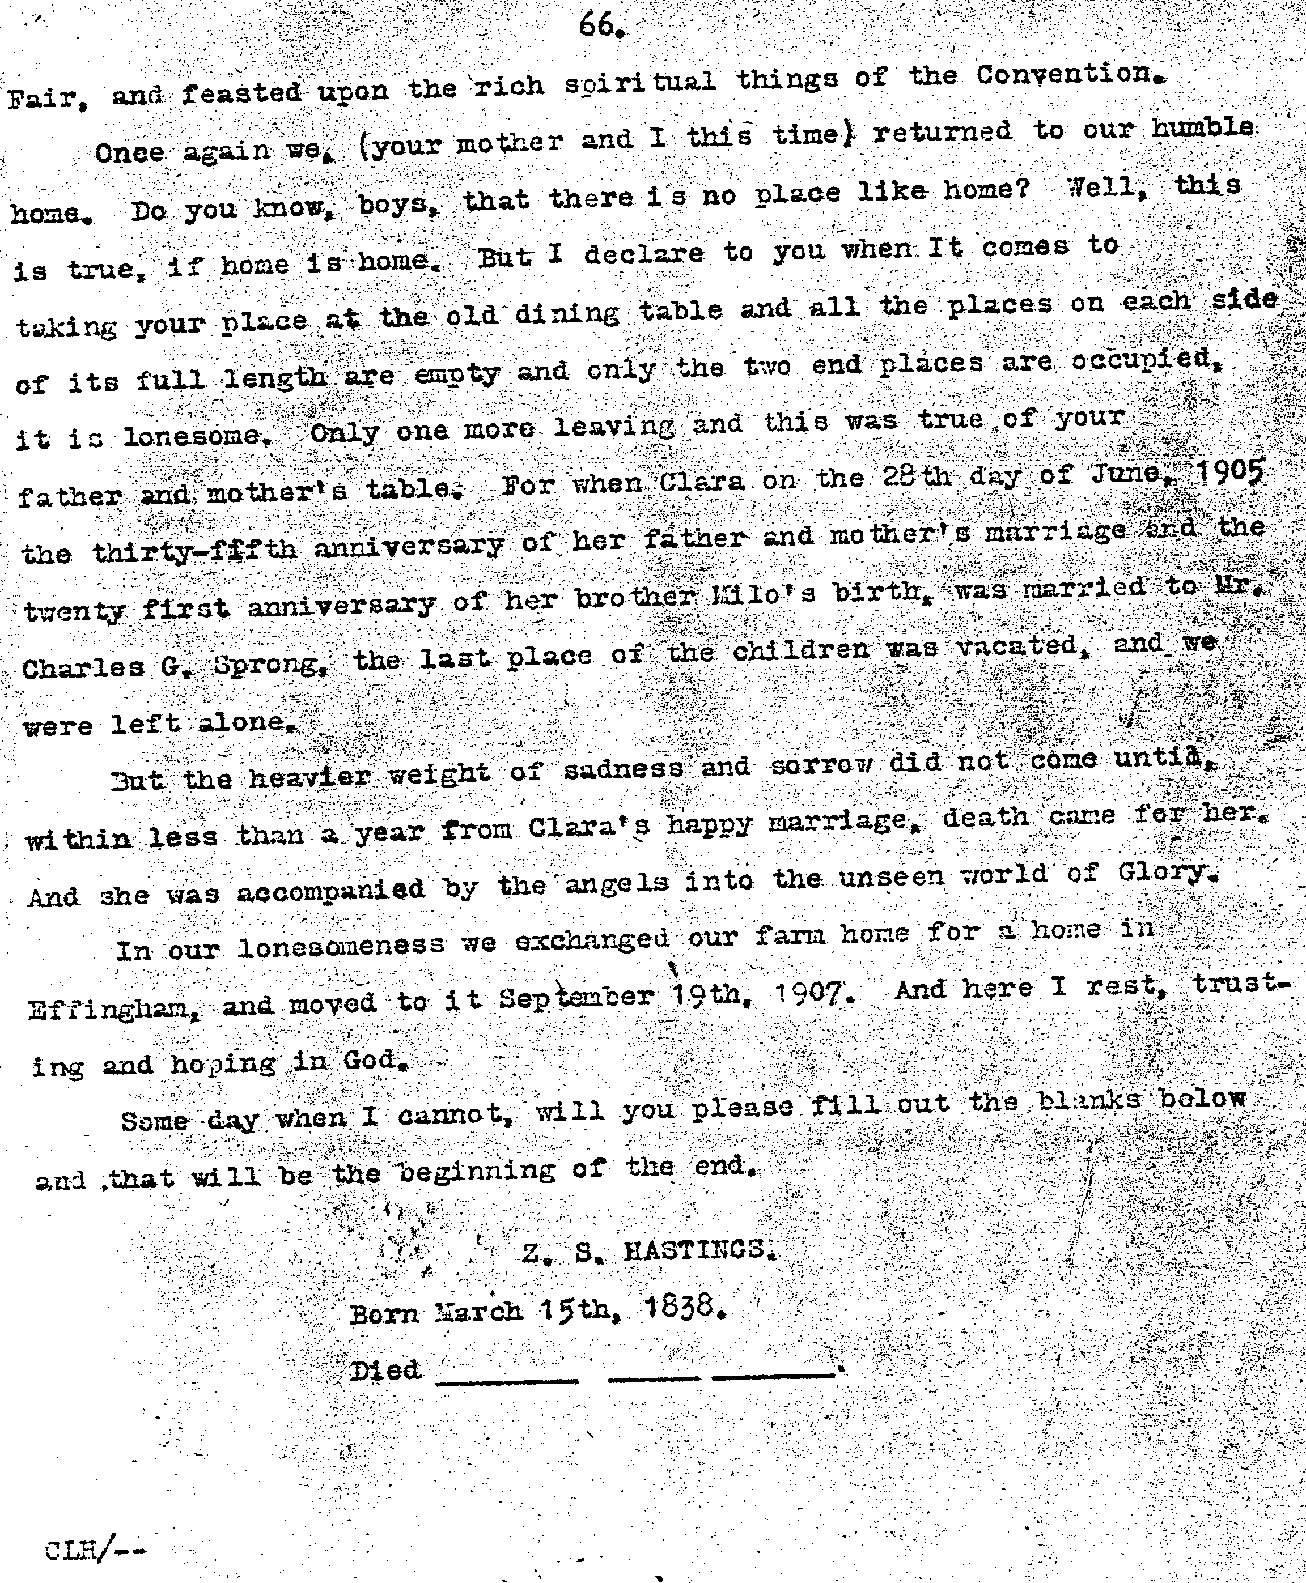 66.
Fair, and feasted upon the rich spiritual things of the Convention.
Once again we, (your mother and I this time) returned to our humble
home. Do you know, boys, that there is no place like home? Well, this
is true, if home is home. But I declare to you when It comes to
taking your place at the old dining table and all the places on each side
of its full length are empty and only the two end places are occupied,
it is lonesome. Only one more leaving and this was true of your
father and mother's table. For when Clara on the 28th day of June, 1905
the thirty-fifth anniversary of her father and mother's marriage and the
twenty first anniversary of her brother Milo's birth, was married to Mr.
Charles G. Sprong, the last place of the children was vacated, and we
were left alone.
But the heavier weight of sadness and sorrow did not come until,
within less than a year from Clara's happy marriage, death came for her.
And she was accompanied by the angels into the unseen world of Glory.
In our lonesomeness we exchanged our farm home for a home in
Effingham, and moved to it September 19th, 1907. And here I rest, trust-
ing and hoping in God.
Some day when I cannot, will you please fill out the blanks below
and that will be the beginning of the end.
Z. S. HASTINGS.
Born March 15th, 1838.
Died _______ _____ ______.
CLH/--